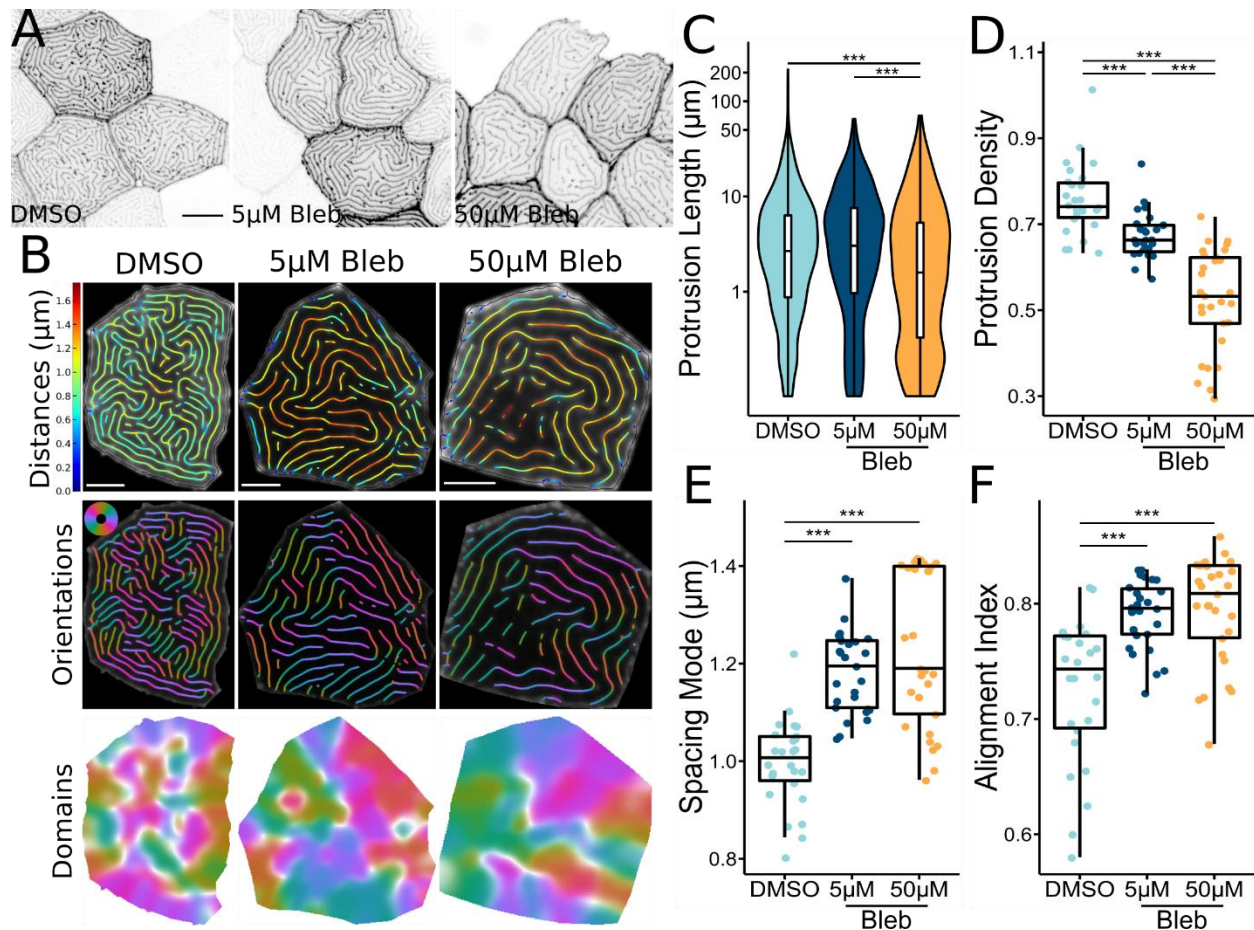 A
DMSO
5µM Bleb
50µM Bleb
B
DMSO
5µM Bleb
50µM Bleb
Distances (µm)
1.6
1.4
1.2
1.0
0.8
0.6
0.4
0.2
0.0
Orientations
Domains
C
Protrusion Length (µm)
200
100
50
10
1
***
***
DMSO
5µM
50µM
Bleb
D
Protrusion Density
1.1
0.9
0.7
0.5
0.3
***
***
***
DMSO
5µM
50µM
Bleb
E
Spacing Mode (µm)
1.4
1.2
1.0
0.8
***
***
DMSO
5µM
50µM
Bleb
F
Alignment Index
0.8
0.7
0.6
***
***
DMSO
5µM
50µM
Bleb